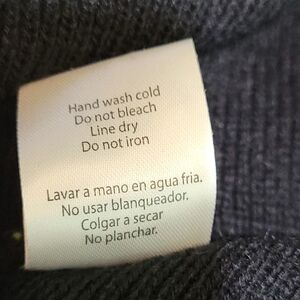 Hand wash cold
Do not bleach
Line dry
Do not iron
Lavar a mano en agua fria.
No usar blanqueador.
Colgar a secar
No planchar.